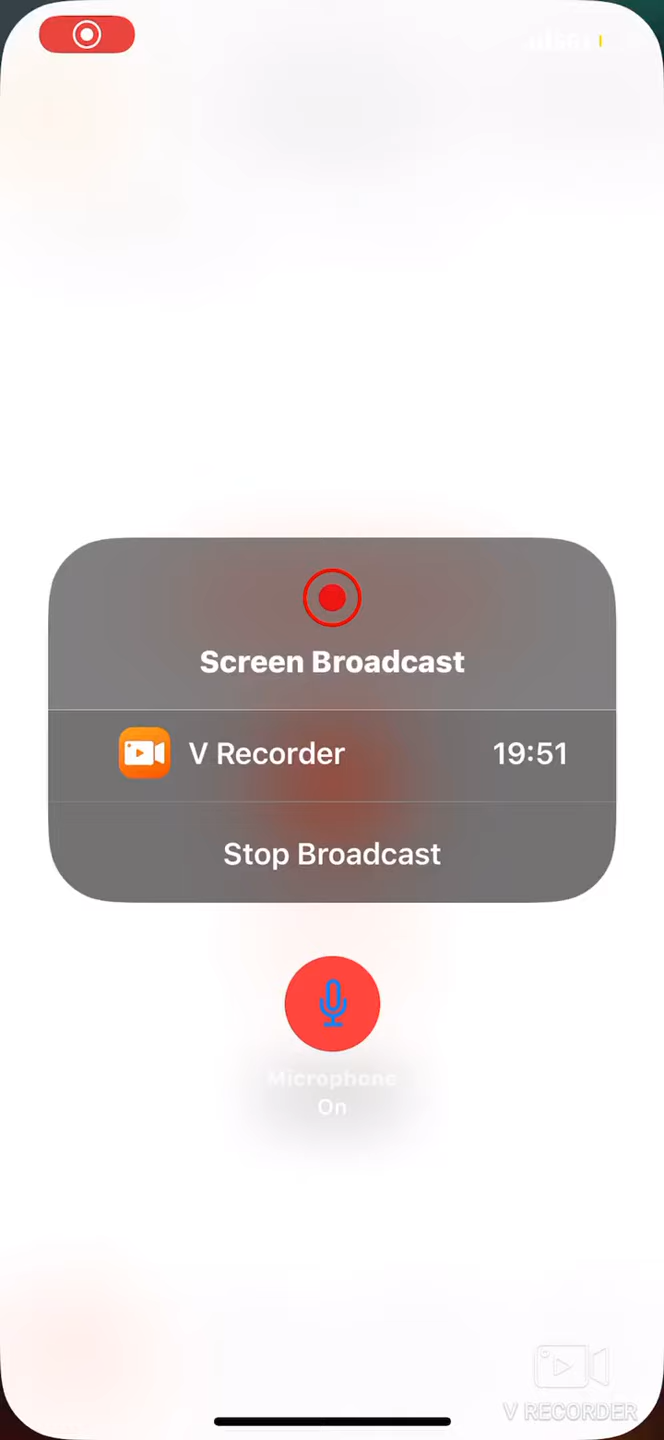 Screen Broadcast
V Recorder 19:51
Stop Broadcast
Microphone
On
V RECORDER